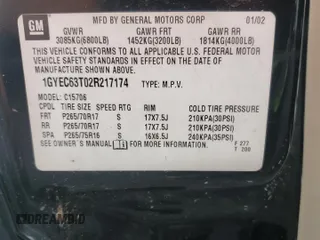 GM
MFD BY GENERAL MOTORS CORP 01/02
GVWR GAWR FRT GAWR RR
3085KG(6800LB) 1452KG(3200LB) 1814KG(4000LB)
THIS VEHICLE CONFORMS TO ALL APPLICABLE U.S.
FEDERAL MOTOR VEHICLE SAFETY STANDARDS IN
EFFECT ON THE DATE OF MANUFACTURE SHOWN ABOVE.
1GYEC63T02R217174 TYPE: M.P.V.
MODEL: C15706
CPDL TIRE SIZE SPEED RTG RIM COLD TIRE PRESSURE
FRT P265/70R17 S 17X7.5J 210KPA(30PSI)
RR P265/70R17 S 17X7.5J 210KPA(30PSI)
SPA P265/75R16 S 16X6.5J 240KPA(35PSI)
SEE OWNER'S MANUAL i FOR MORE INFORMATION. F 277
T 200
DREAMBID